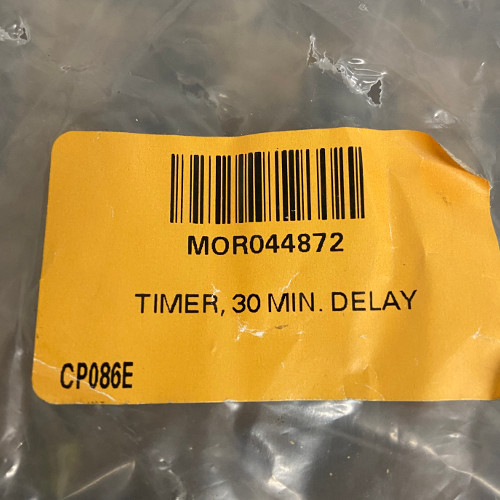 MOR044872
TIMER, 30 MIN. DELAY
CP086E